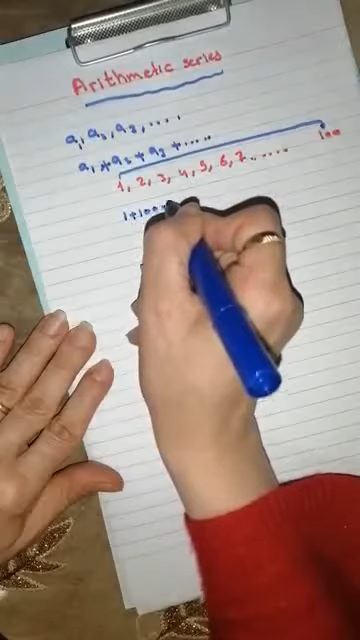 Arithmetic series
a₁, a₂, a₃, ....
a₁ + a₂ + a₃ + .....
1, 2, 3, 4, 5, 6, 7 ...... 100
1+100